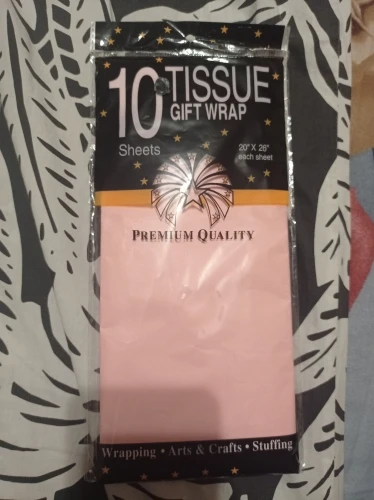 10 TISSUE
GIFT WRAP
Sheets
20" X 26"
each sheet
PREMIUM QUALITY
Wrapping • Arts & Crafts • Stuffing